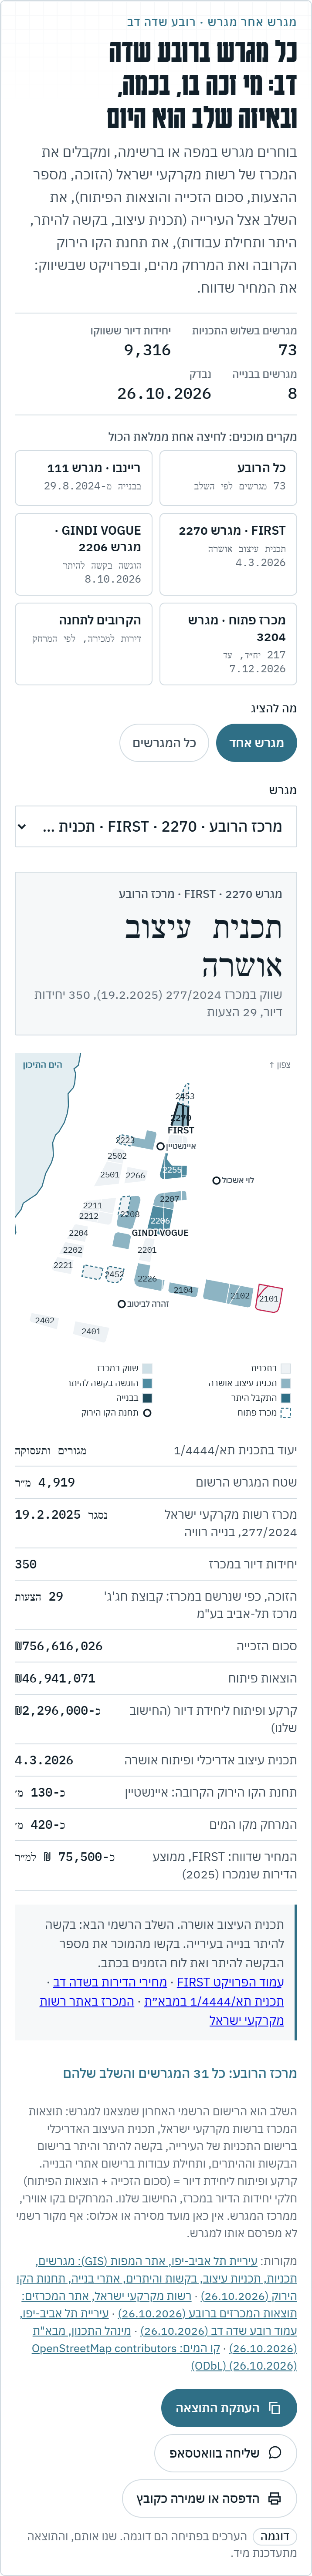 מגרש אחר מגרש · רובע שדה דב
כל מגרש ברובע שדה
דב: מי זכה בו, בכמה,
ובאיזה שלב הוא היום
בוחרים מגרש במפה או ברשימה, ומקבלים את
המכרז של רשות מקרקעי ישראל (הזוכה, מספר
ההצעות, סכום הזכייה והוצאות הפיתוח), את
השלב אצל העירייה (תכנית עיצוב, בקשה להיתר,
היתר ותחילת עבודות), את תחנת הקו הירוק
הקרובה ואת המרחק מהים, ובפרויקט שבשיווק:
את המחיר שדווח.
מגרשים בשלוש התכניות
73
יחידות דיור ששווקו
9,316
מגרשים בבנייה
8
נבדק
26.10.2026
מקרים מוכנים: לחיצה אחת ממלאת הכול
כל הרובע
73 מגרשים לפי השלב
ריינבו · מגרש 111
בבנייה מ-29.8.2024
FIRST · מגרש 2270
תכנית עיצוב אושרה
4.3.2026
GINDI VOGUE ·
מגרש 2206
הוגשה בקשה להיתר
8.10.2026
מכרז פתוח · מגרש
3204
217 יח״ד, עד
7.12.2026
הקרובים לתחנה
דירות למכירה, לפי המרחק
מה להציג
מגרש אחד
כל המגרשים
מגרש
מרכז הרובע · 2270 · FIRST · תכנית ...
מגרש 2270 · FIRST · מרכז הרובע
תכנית עיצוב
אושרה
שווק במכרז 277/2024 (19.2.2025), 350 יחידות
דיור, 29 הצעות
הים התיכון
צפון ↑
2453
2270
FIRST
2223
איינשטיין
2502
2255
2501
2266
לוי אשכול
2207
2211
2212
2208
2206
GINDI VOGUE
2204
2202
2201
2221
2452
2226
2104
2102
2101
זהרה לביטוב
2402
2401
בתכנית
שווק במכרז
תכנית עיצוב אושרה
הוגשה בקשה להיתר
התקבל היתר
בבנייה
מכרז פתוח
תחנת הקו הירוק
יעוד בתכנית תא/4444/1
מגורים ותעסוקה
שטח המגרש הרשום
4,919 מ״ר
מכרז רשות מקרקעי ישראל
277/2024, בנייה רוויה
נסגר 19.2.2025
יחידות דיור במכרז
350
הזוכה, כפי שנרשם במכרז: קבוצת חג'ג'
מרכז תל-אביב בע"מ
29 הצעות
סכום הזכייה
₪756,616,026
הוצאות פיתוח
₪46,941,071
קרקע ופיתוח ליחידת דיור (החישוב
שלנו)
כ-₪2,296,000
תכנית עיצוב אדריכלי ופיתוח אושרה
4.3.2026
תחנת הקו הירוק הקרובה: איינשטיין
כ-130 מ׳
המרחק מקו המים
כ-420 מ׳
המחיר שדווח: FIRST, ממוצע
הדירות שנמכרו (2025)
כ-75,500 ₪ למ״ר
תכנית העיצוב אושרה. השלב הרשמי הבא: בקשה
להיתר בנייה בעירייה. בקשו מהמוכר את מספר
הבקשה להיתר ואת לוח הזמנים בכתב.
עמוד הפרויקט FIRST · מחירי הדירות בשדה דב ·
תכנית תא/4444/1 במבא״ת · המכרז באתר רשות
מקרקעי ישראל
מרכז הרובע: כל 31 המגרשים והשלב שלהם
השלב הוא הרישום הרשמי האחרון שמצאנו למגרש: תוצאות
המכרז ברשות מקרקעי ישראל, תכנית העיצוב האדריכלי
ברישום התכניות של העירייה, בקשה להיתר והיתר ברישום
הבקשות וההיתרים, ותחילת עבודות ברישום אתרי הבנייה.
קרקע ופיתוח ליחידת דיור = (סכום הזכייה + הוצאות הפיתוח)
חלקי יחידות הדיור במכרז, החישוב שלנו. המרחקים בקו אווירי,
ממרכז המגרש. אין כאן מועד מסירה או אכלוס: אף מקור רשמי
לא מפרסם אותו למגרש.
מקורות: עיריית תל אביב-יפו, אתר המפות (GIS): מגרשים,
תכניות, תכניות עיצוב, בקשות והיתרים, אתרי בנייה, תחנות הקו
הירוק (26.10.2026) · רשות מקרקעי ישראל, אתר המכרזים:
תוצאות המכרזים ברובע (26.10.2026) · עיריית תל אביב-יפו,
עמוד רובע שדה דב (26.10.2026) · מינהל התכנון, מבא"ת
(26.10.2026) · קו המים: OpenStreetMap contributors
(ODbL) (26.10.2026)
העתקת התוצאה
שליחה בוואטסאפ
הדפסה או שמירה כקובץ
דוגמה הערכים בפתיחה הם דוגמה. שנו אותם, והתוצאה
מתעדכנת מיד.